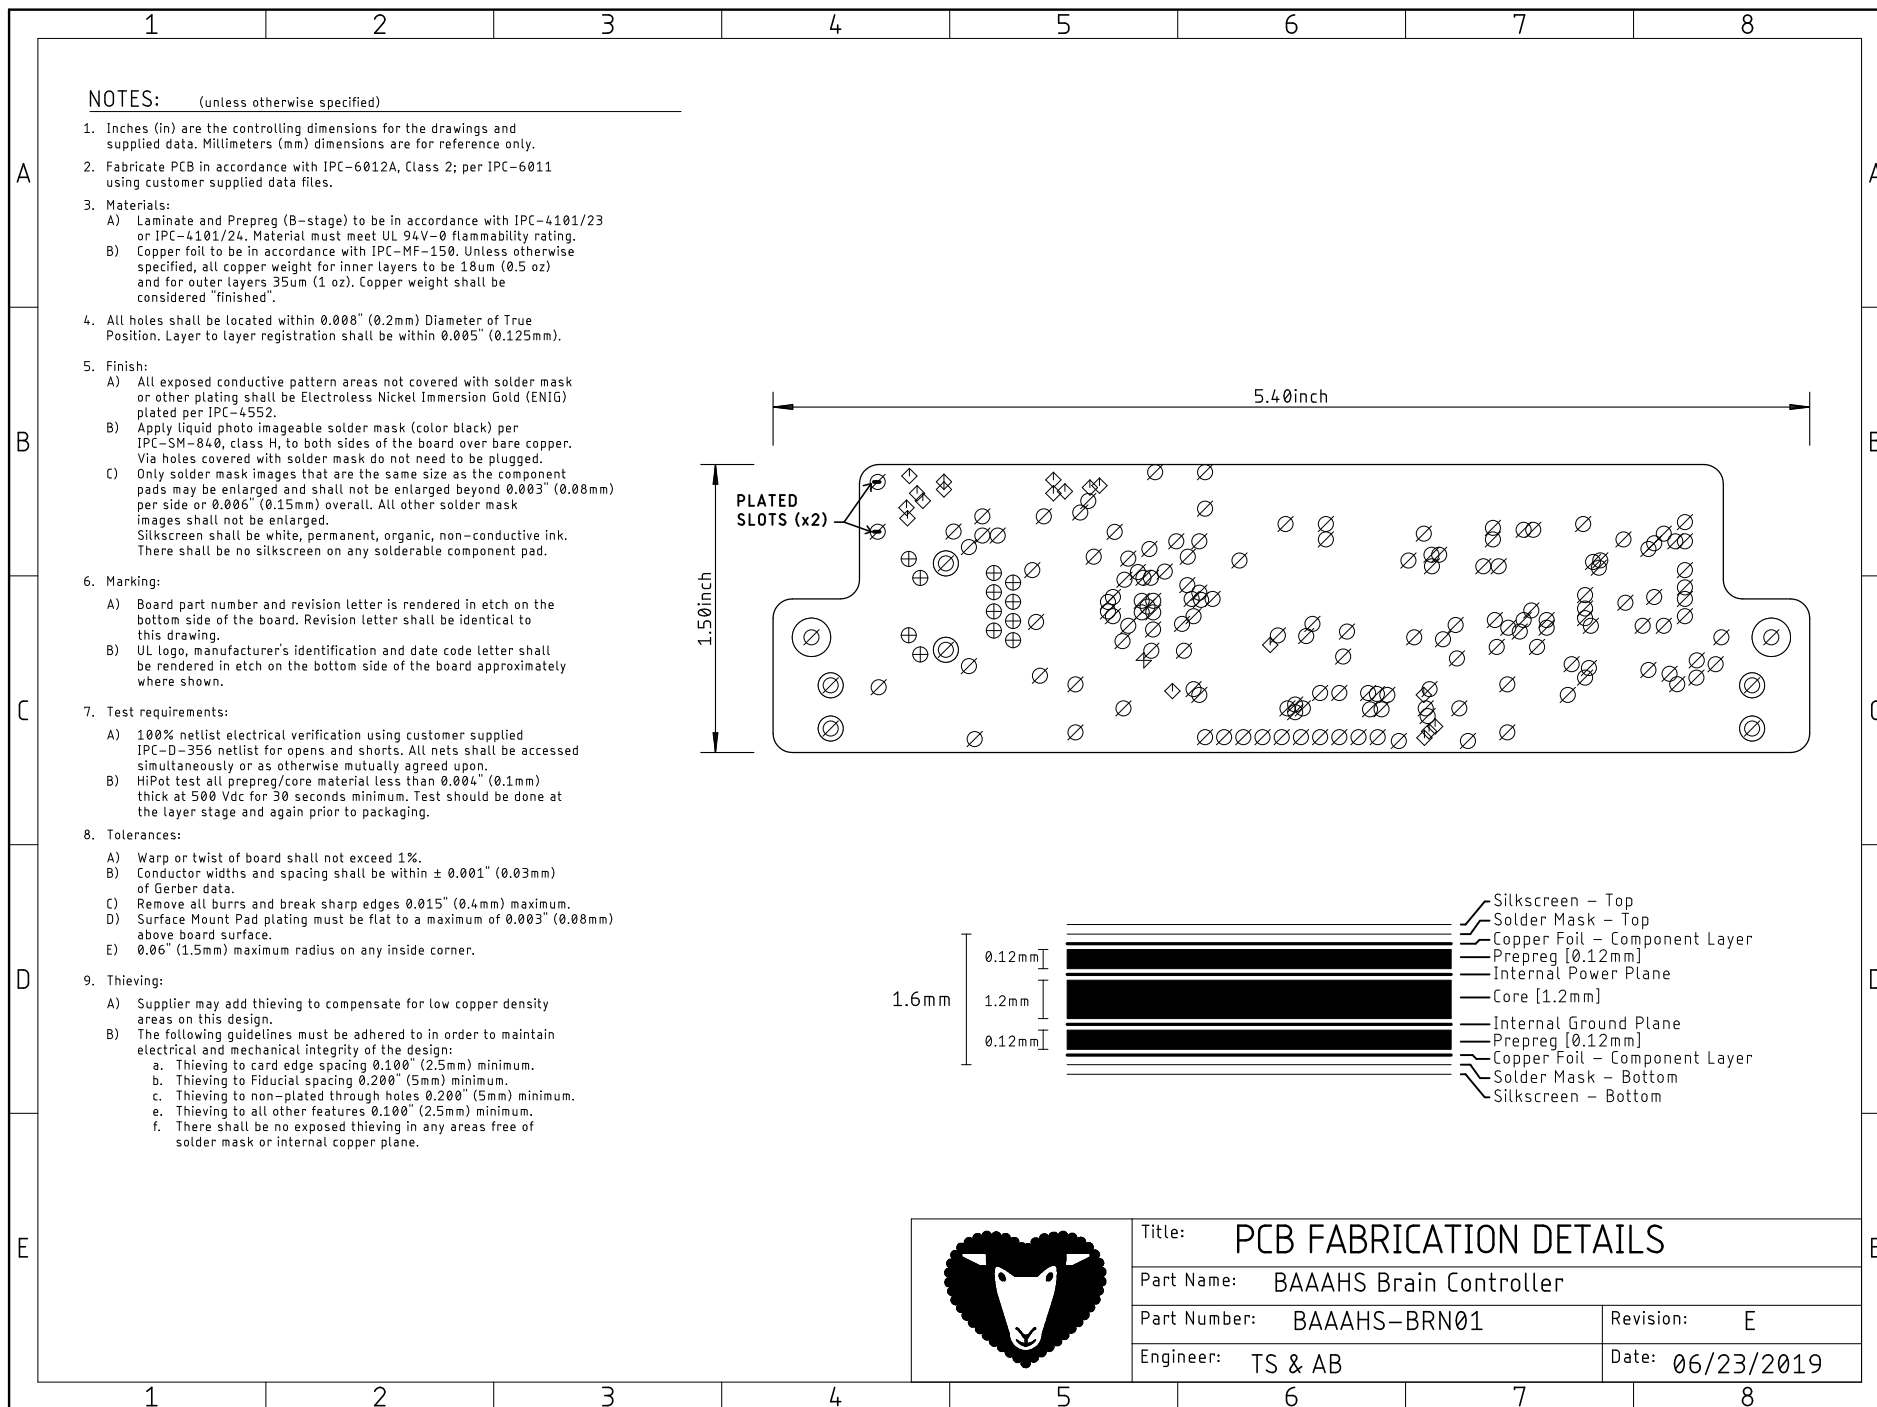 1 2 3 4 5 6 7 8
NOTES: (unless otherwise specified)
1. Inches (in) are the controlling dimensions for the drawings and
supplied data. Millimeters (mm) dimensions are for reference only.
2. Fabricate PCB in accordance with IPC-6012A, Class 2; per IPC-6011
using customer supplied data files.
3. Materials:
A) Laminate and Prepreg (B-stage) to be in accordance with IPC-4101/23
or IPC-4101/24. Material must meet UL 94V-0 flammability rating.
B) Copper foil to be in accordance with IPC-MF-150. Unless otherwise
specified, all copper weight for inner layers to be 18um (0.5 oz)
and for outer layers 35um (1 oz). Copper weight shall be
considered "finished".
4. All holes shall be located within 0.008" (0.2mm) Diameter of True
Position. Layer to layer registration shall be within 0.005" (0.125mm).
5. Finish:
A) All exposed conductive pattern areas not covered with solder mask
or other plating shall be Electroless Nickel Immersion Gold (ENIG)
plated per IPC-4552.
B) Apply liquid photo imageable solder mask (color black) per
IPC-SM-840, class H, to both sides of the board over bare copper.
Via holes covered with solder mask do not need to be plugged.
C) Only solder mask images that are the same size as the component
pads may be enlarged and shall not be enlarged beyond 0.003" (0.08mm)
per side or 0.006" (0.15mm) overall. All other solder mask
images shall not be enlarged.
Silkscreen shall be white, permanent, organic, non-conductive ink.
There shall be no silkscreen on any solderable component pad.
6. Marking:
A) Board part number and revision letter is rendered in etch on the
bottom side of the board. Revision letter shall be identical to
this drawing.
B) UL logo, manufacturer's identification and date code letter shall
be rendered in etch on the bottom side of the board approximately
where shown.
7. Test requirements:
A) 100% netlist electrical verification using customer supplied
IPC-D-356 netlist for opens and shorts. All nets shall be accessed
simultaneously or as otherwise mutually agreed upon.
B) HiPot test all prepreg/core material less than 0.004" (0.1mm)
thick at 500 Vdc for 30 seconds minimum. Test should be done at
the layer stage and again prior to packaging.
8. Tolerances:
A) Warp or twist of board shall not exceed 1%.
B) Conductor widths and spacing shall be within ± 0.001" (0.03mm)
of Gerber data.
C) Remove all burrs and break sharp edges 0.015" (0.4mm) maximum.
D) Surface Mount Pad plating must be flat to a maximum of 0.003" (0.08mm)
above board surface.
E) 0.06" (1.5mm) maximum radius on any inside corner.
9. Thieving:
A) Supplier may add thieving to compensate for low copper density
areas on this design.
B) The following guidelines must be adhered to in order to maintain
electrical and mechanical integrity of the design:
a. Thieving to card edge spacing 0.100" (2.5mm) minimum.
b. Thieving to Fiducial spacing 0.200" (5mm) minimum.
c. Thieving to non-plated through holes 0.200" (5mm) minimum.
e. Thieving to all other features 0.100" (2.5mm) minimum.
f. There shall be no exposed thieving in any areas free of
solder mask or internal copper plane.
A
B
C
D
E
5.40inch
1.50inch
PLATED
SLOTS (x2)
Silkscreen - Top
Solder Mask - Top
Copper Foil - Component Layer
Prepreg [0.12mm]
Internal Power Plane
Core [1.2mm]
Internal Ground Plane
Prepreg [0.12mm]
Copper Foil - Component Layer
Solder Mask - Bottom
Silkscreen - Bottom
0.12mm
1.6mm 1.2mm
0.12mm
A
B
C
D
E
Title: PCB FABRICATION DETAILS
Part Name: BAAAHS Brain Controller
Part Number: BAAAHS-BRN01 Revision: E
Engineer: TS & AB Date: 06/23/2019
1 2 3 4 5 6 7 8